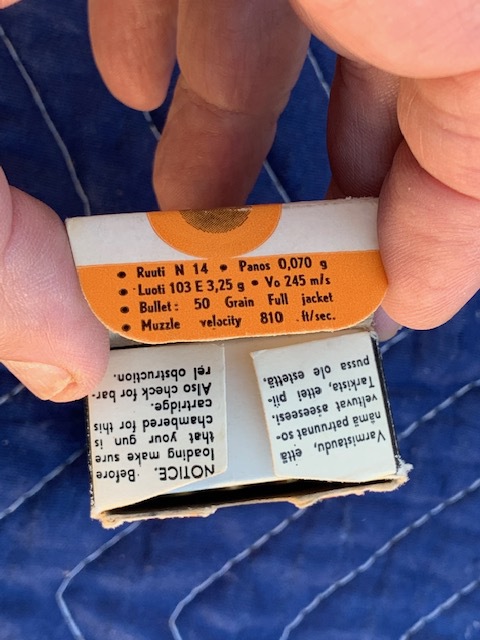 • Ruuti N 14 • Panos 0,070 g
• Luoti 103 E 3,25 g • Vo 245 m/s
• Bullet: 50 Grain Full jacket
• Muzzle velocity 810 ft/sec.
NOTICE. Before
loading make sure
that your gun is
chambered for this
cartridge.
Also check for bar-
rel obstruction.
Varmistaudu, että
nämä patruunat so-
veltuvat aseeseesi.
Tarkista, ettei pii-
pussa ole estettä.